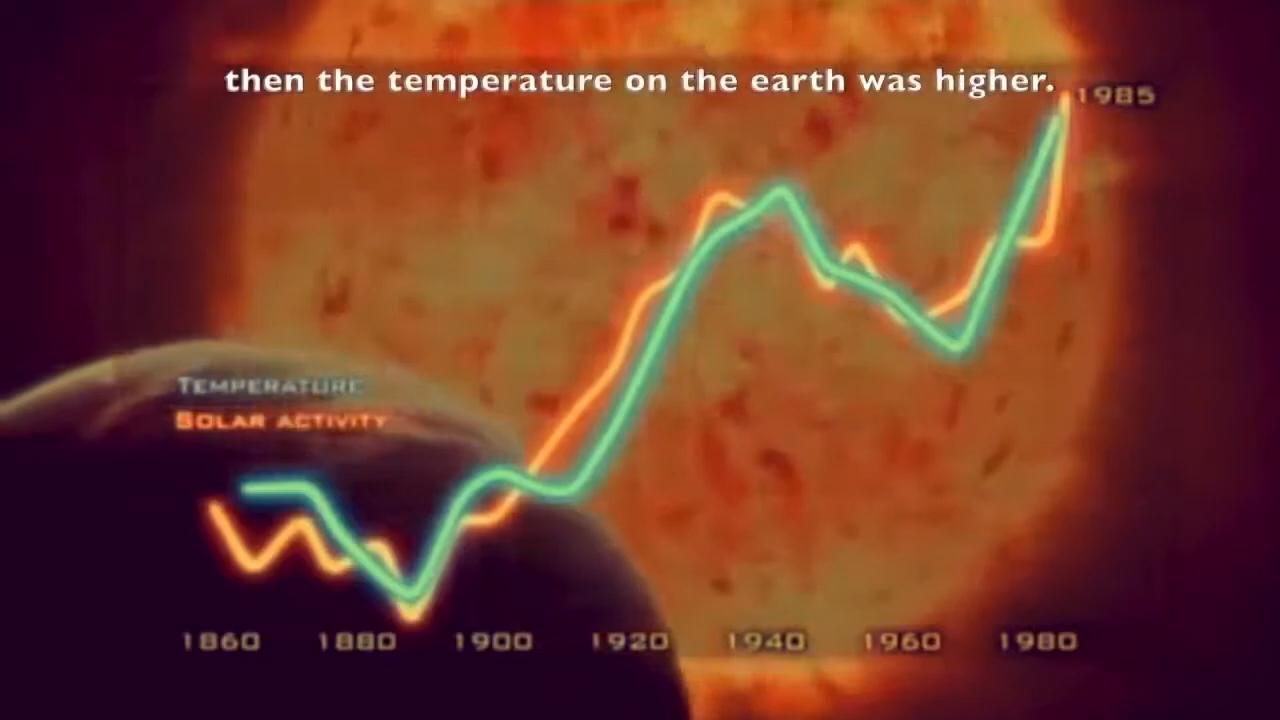 then the temperature on the earth was higher.
1985
TEMPERATURE
SOLAR ACTIVITY
1860 1880 1900 1920 1940 1960 1980